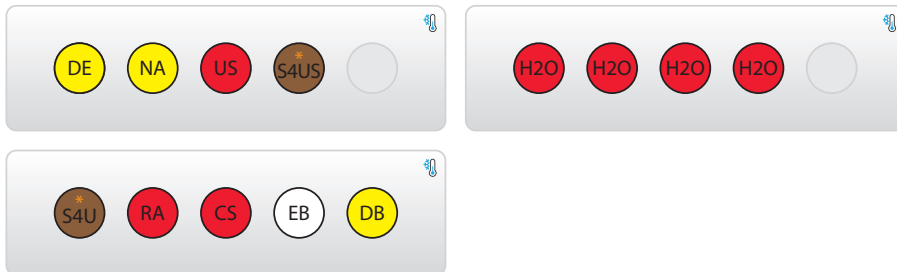 DE NA US *S4US
H2O H2O H2O H2O
*S4U RA CS EB DB